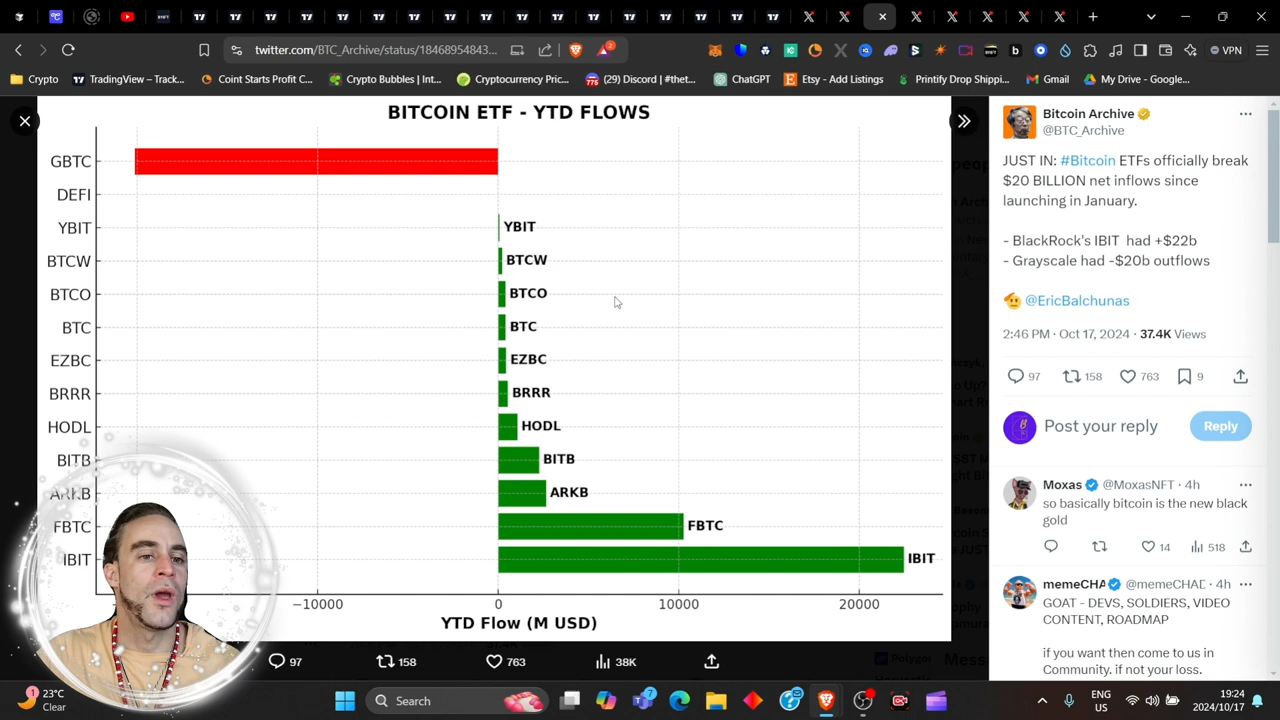 twitter.com/BTC_Archive/status/18468954843...
2
VPN
Crypto
TradingView – Track...
Coin Starts Profit C...
Crypto Bubbles | Int...
Cryptocurrency Pric...
(29) Discord | #thet...
ChatGPT
Etsy - Add Listings
Printify Drop Shippi...
Gmail
My Drive - Google...
BITCOIN ETF - YTD FLOWS
GBTC
DEFI
YBIT YBIT
BTCW BTCW
BTCO BTCO
BTC BTC
EZBC EZBC
BRRR BRRR
HODL HODL
BITB BITB
ARKB ARKB
FBTC FBTC
IBIT IBIT
−10000 0 10000 20000
YTD Flow (M USD)
97 158 763 38K
Bitcoin Archive
@BTC_Archive
JUST IN: #Bitcoin ETFs officially break
$20 BILLION net inflows since
launching in January.
- BlackRock's IBIT had +$22b
- Grayscale had -$20b outflows
@EricBalchunas
2:46 PM · Oct 17, 2024 · 37.4K Views
97 158 763 9
Post your reply
Reply
Moxas @MoxasNFT · 4h
so basically bitcoin is the new black
gold
14 518
memeCHA @memeCHAD · 4h
GOAT - DEVS, SOLDIERS, VIDEO
CONTENT, ROADMAP
if you want then come to us in
Community. if not your loss.
1
23°C
Clear
Search
7
ENG
US
19:24
2024/10/17